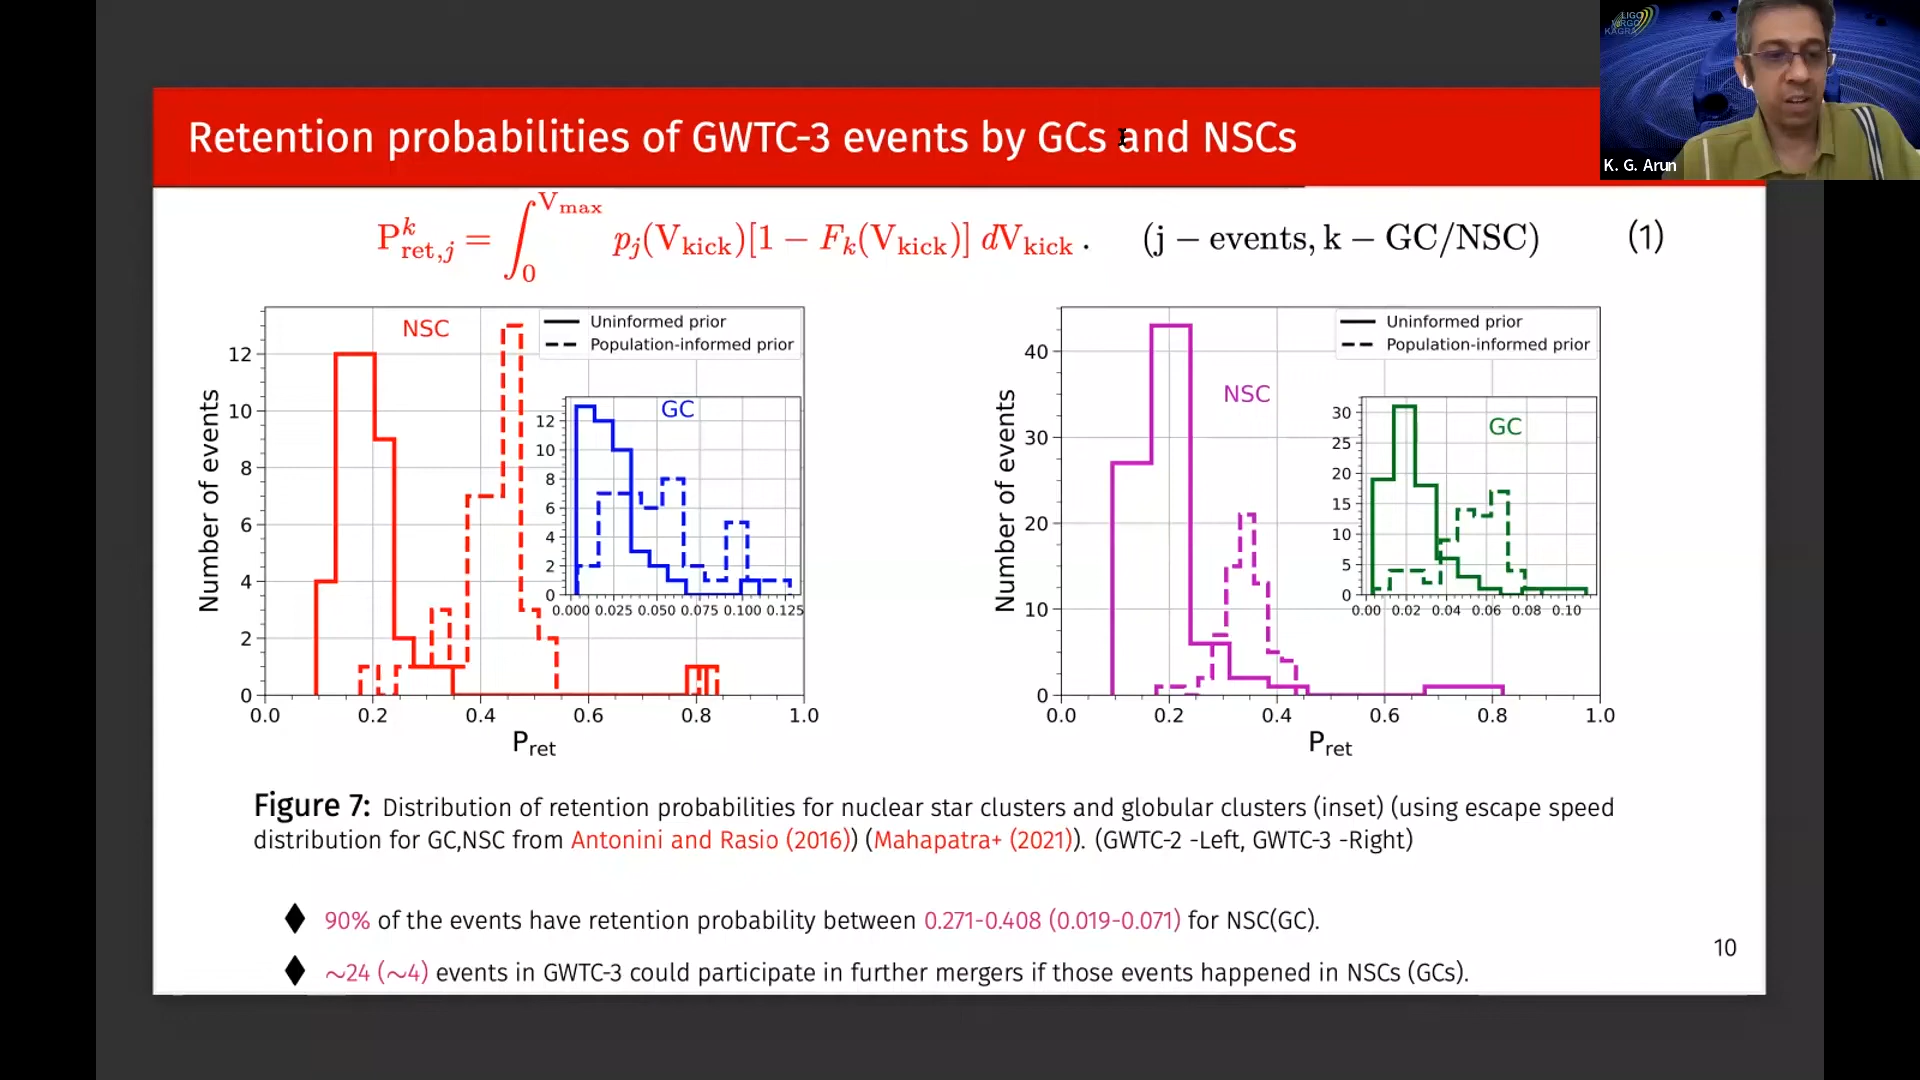 LIGO
VIRGO
KAGRA
K. G. Arun
Retention probabilities of GWTC-3 events by GCs and NSCs
P^k_{ret,j} = ∫_0^{V_max} p_j(V_kick)[1 − F_k(V_kick)] dV_kick . (j − events, k − GC/NSC) (1)
NSC
Uninformed prior
Population-informed prior
GC
12
10
8
6
4
2
0
0.000 0.025 0.050 0.075 0.100 0.125
Number of events
12
10
8
6
4
2
0
0.0 0.2 0.4 0.6 0.8 1.0
P_ret
NSC
Uninformed prior
Population-informed prior
GC
30
25
20
15
10
5
0
0.00 0.02 0.04 0.06 0.08 0.10
Number of events
40
30
20
10
0
0.0 0.2 0.4 0.6 0.8 1.0
P_ret
Figure 7: Distribution of retention probabilities for nuclear star clusters and globular clusters (inset) (using escape speed
distribution for GC,NSC from Antonini and Rasio (2016)) (Mahapatra+ (2021)). (GWTC-2 -Left, GWTC-3 -Right)
♦ 90% of the events have retention probability between 0.271-0.408 (0.019-0.071) for NSC(GC).
♦ ∼24 (∼4) events in GWTC-3 could participate in further mergers if those events happened in NSCs (GCs).
10